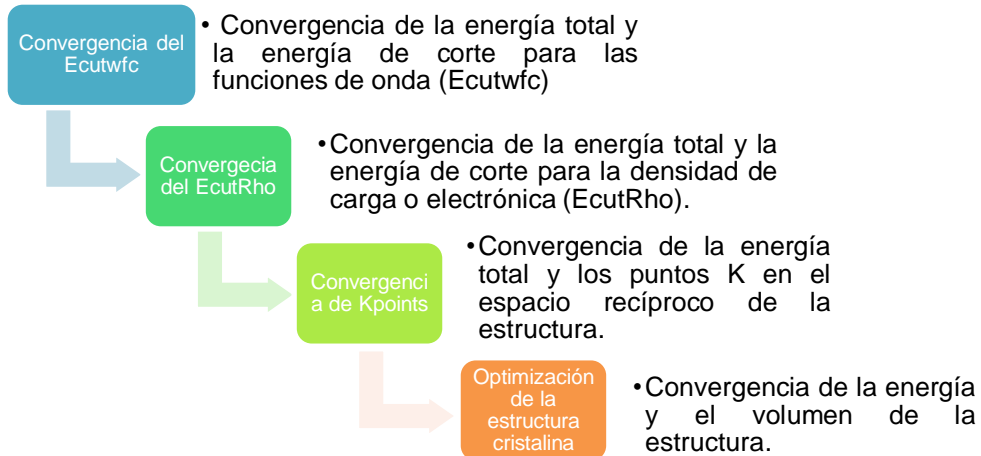 Convergencia del
Ecutwfc
• Convergencia de la energía total y
la energía de corte para las
funciones de onda (Ecutwfc)
Convergecia
del EcutRho
•Convergencia de la energía total y la
energía de corte para la densidad de
carga o electrónica (EcutRho).
Convergenci
a de Kpoints
•Convergencia de la energía
total y los puntos K en el
espacio recíproco de la
estructura.
Optimización
de la
estructura
cristalina
•Convergencia de la energía
y el volumen de la
estructura.